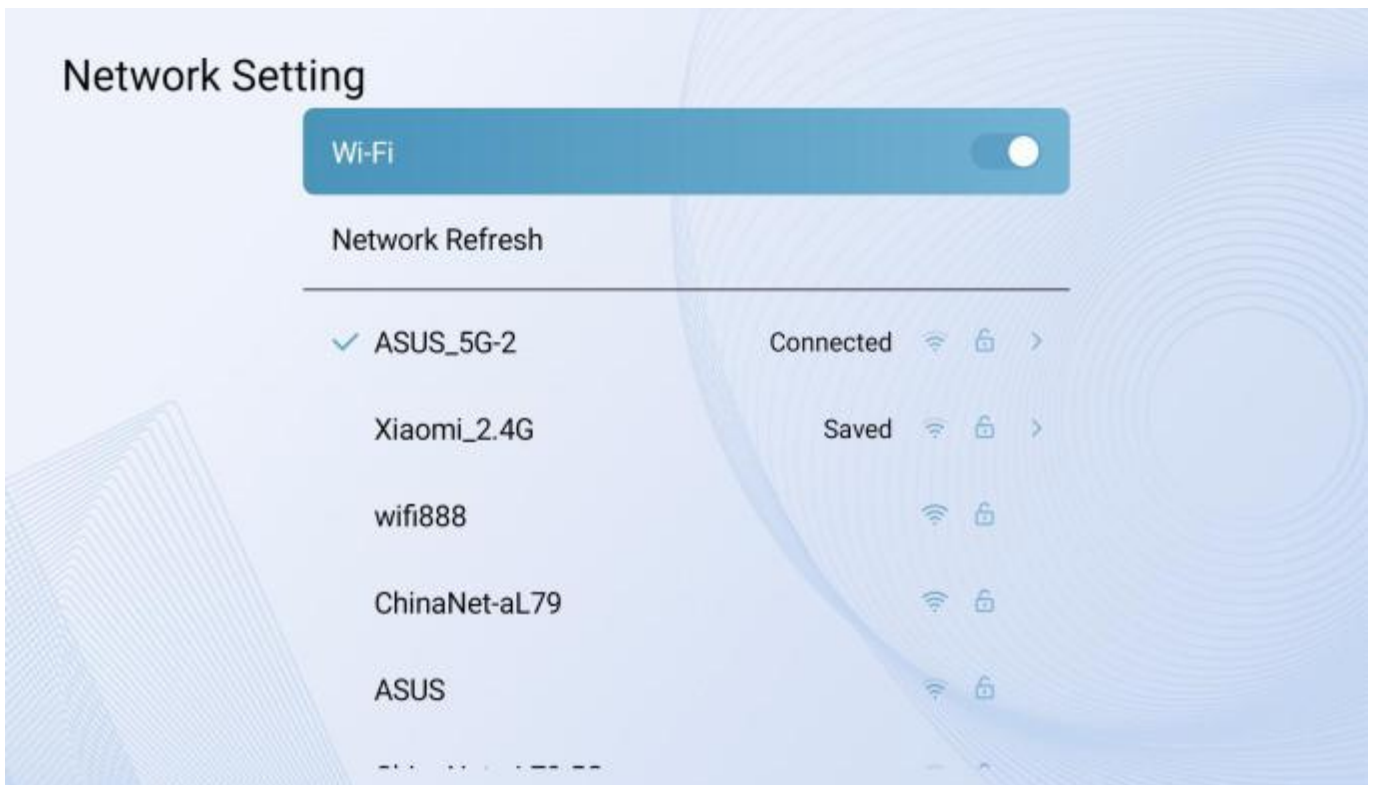 Network Setting
Wi-Fi
Network Refresh
ASUS_5G-2 Connected
Xiaomi_2.4G Saved
wifi888
ChinaNet-aL79
ASUS